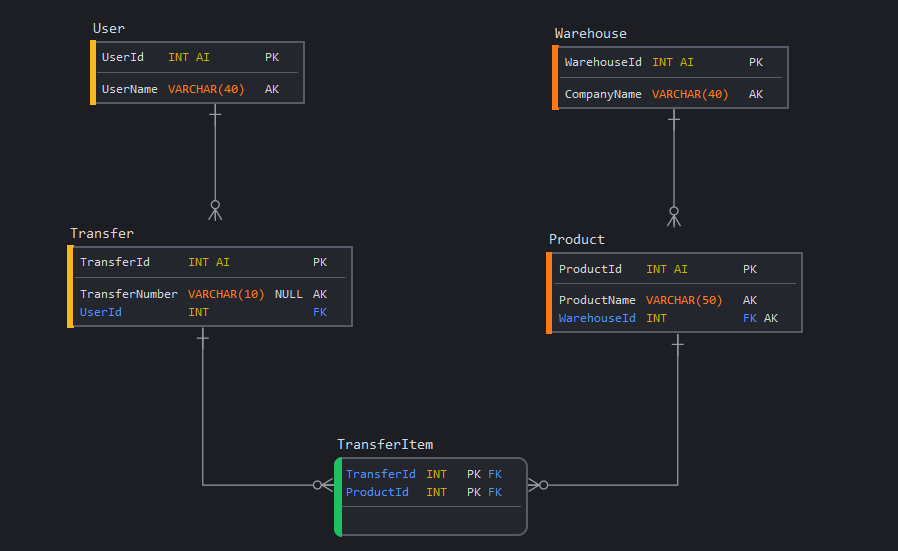 User
UserId INT AI PK
UserName VARCHAR(40) AK
Warehouse
WarehouseId INT AI PK
CompanyName VARCHAR(40) AK
Transfer
TransferId INT AI PK
TransferNumber VARCHAR(10) NULL AK
UserId INT FK
Product
ProductId INT AI PK
ProductName VARCHAR(50) AK
WarehouseId INT FK AK
TransferItem
TransferId INT PK FK
ProductId INT PK FK